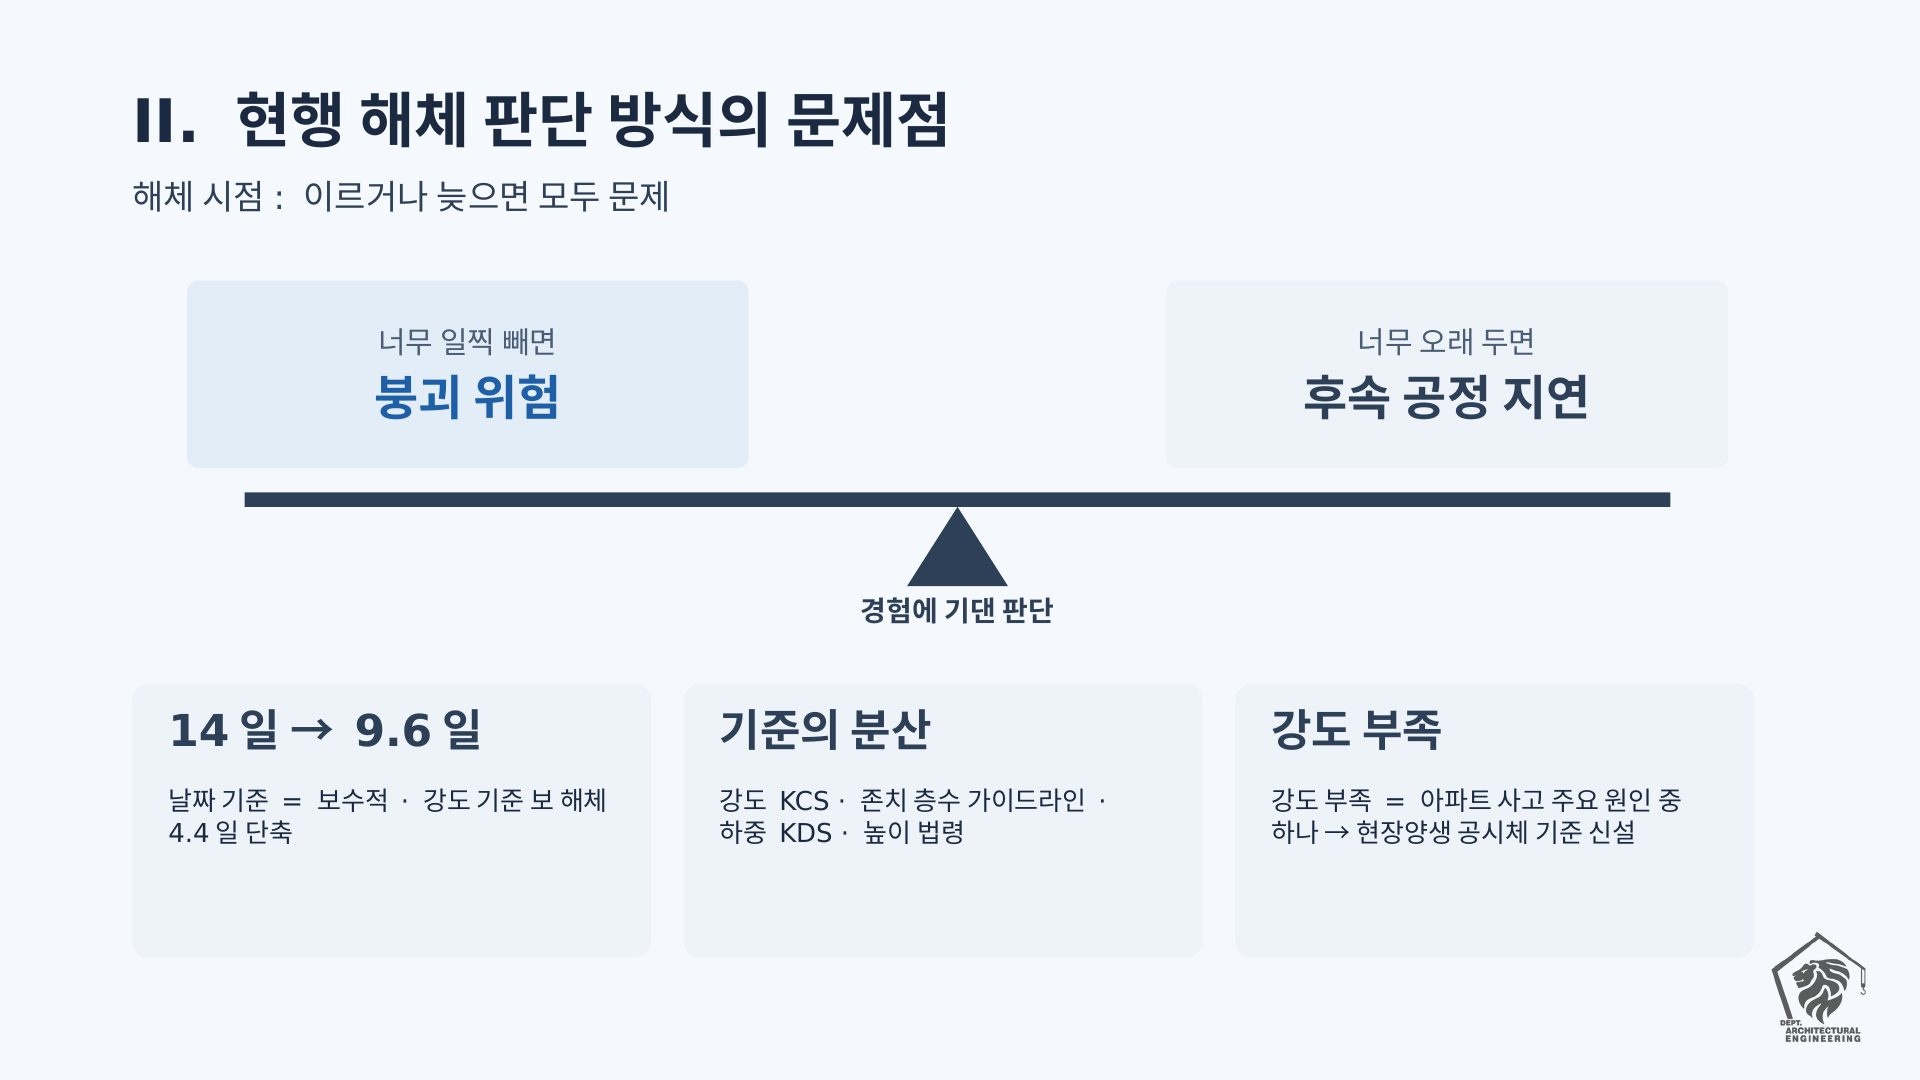 II. 현행 해체 판단 방식의 문제점
해체 시점 : 이르거나 늦으면 모두 문제
너무 일찍 빼면
붕괴 위험
너무 오래 두면
후속 공정 지연
경험에 기댄 판단
14 일 → 9.6 일
날짜 기준 = 보수적 · 강도 기준 보 해체
4.4 일 단축
기준의 분산
강도 KCS · 존치 층수 가이드라인 ·
하중 KDS · 높이 법령
강도 부족
강도 부족 = 아파트 사고 주요 원인 중
하나 → 현장양생 공시체 기준 신설
DEPT.
ARCHITECTURAL
ENGINEERING